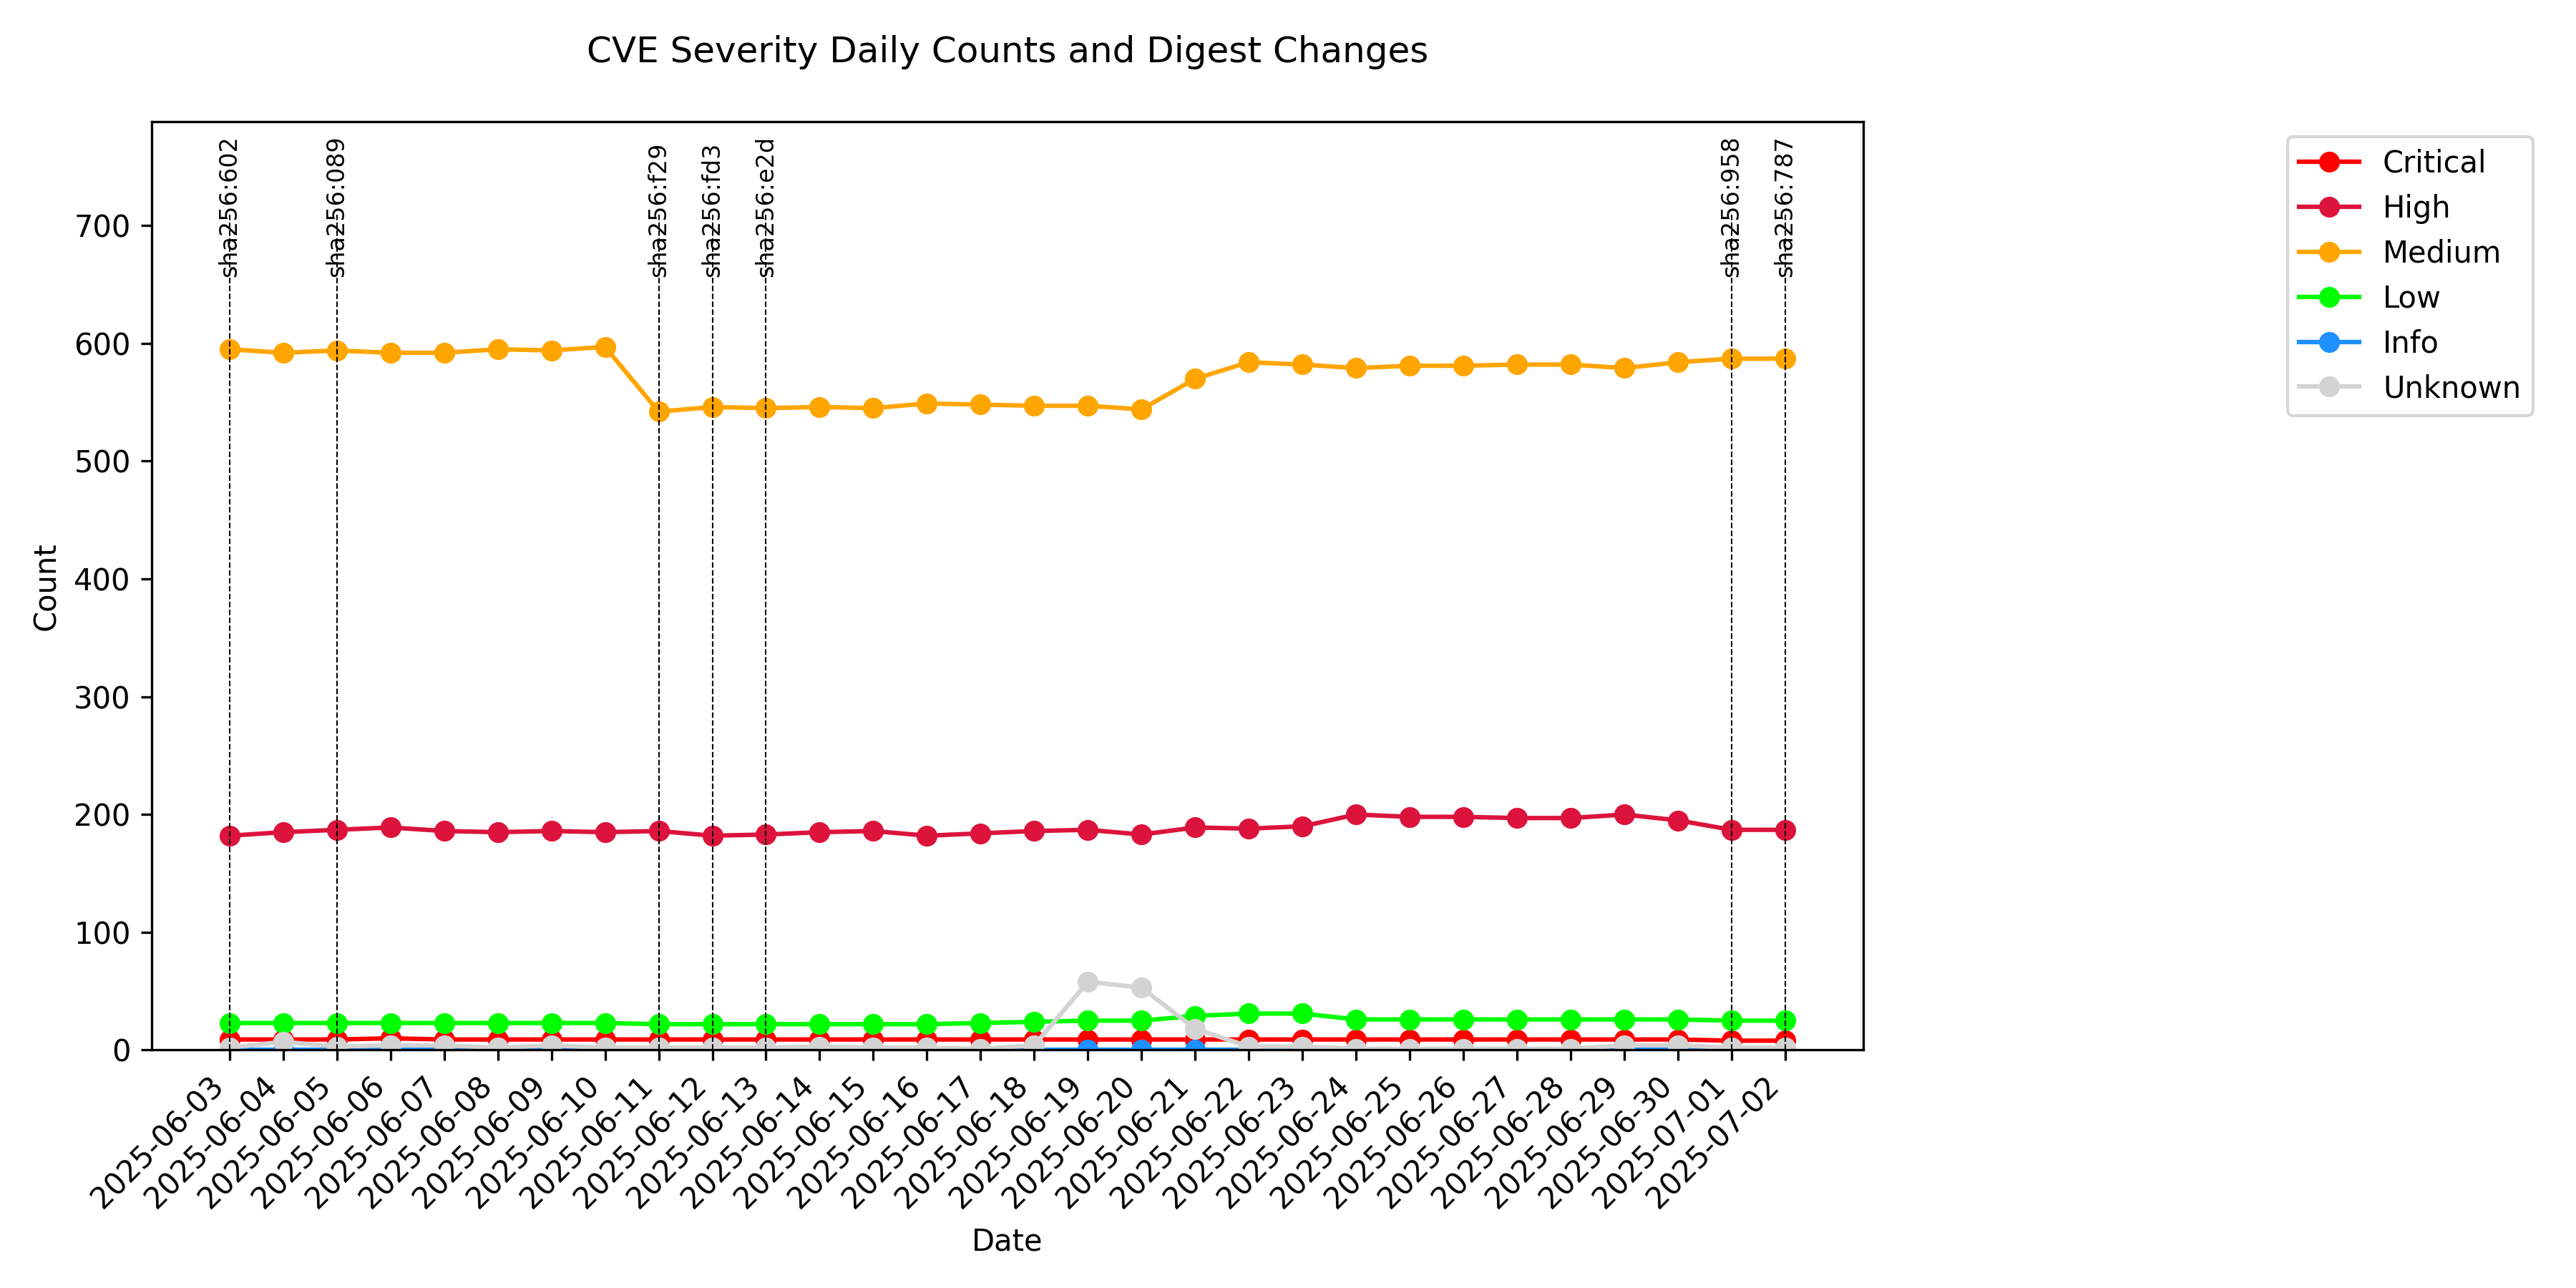 CVE Severity Daily Counts and Digest Changes
sha256:602
sha256:089
sha256:f29
sha256:fd3
sha256:e2d
sha256:958
sha256:787
Critical
High
Medium
Low
Info
Unknown
Count
700
600
500
400
300
200
100
0
2025-06-03
2025-06-04
2025-06-05
2025-06-06
2025-06-07
2025-06-08
2025-06-09
2025-06-10
2025-06-11
2025-06-12
2025-06-13
2025-06-14
2025-06-15
2025-06-16
2025-06-17
2025-06-18
2025-06-19
2025-06-20
2025-06-21
2025-06-22
2025-06-23
2025-06-24
2025-06-25
2025-06-26
2025-06-27
2025-06-28
2025-06-29
2025-06-30
2025-07-01
2025-07-02
Date